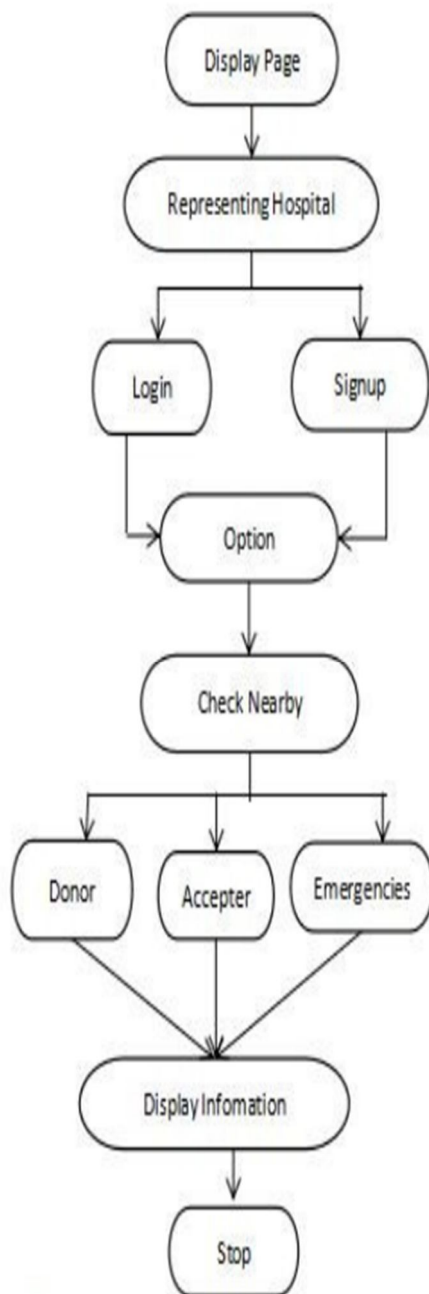 Display Page
Representing Hospital
Login
Signup
Option
Check Nearby
Donor
Accepter
Emergencies
Display Infomation
Stop